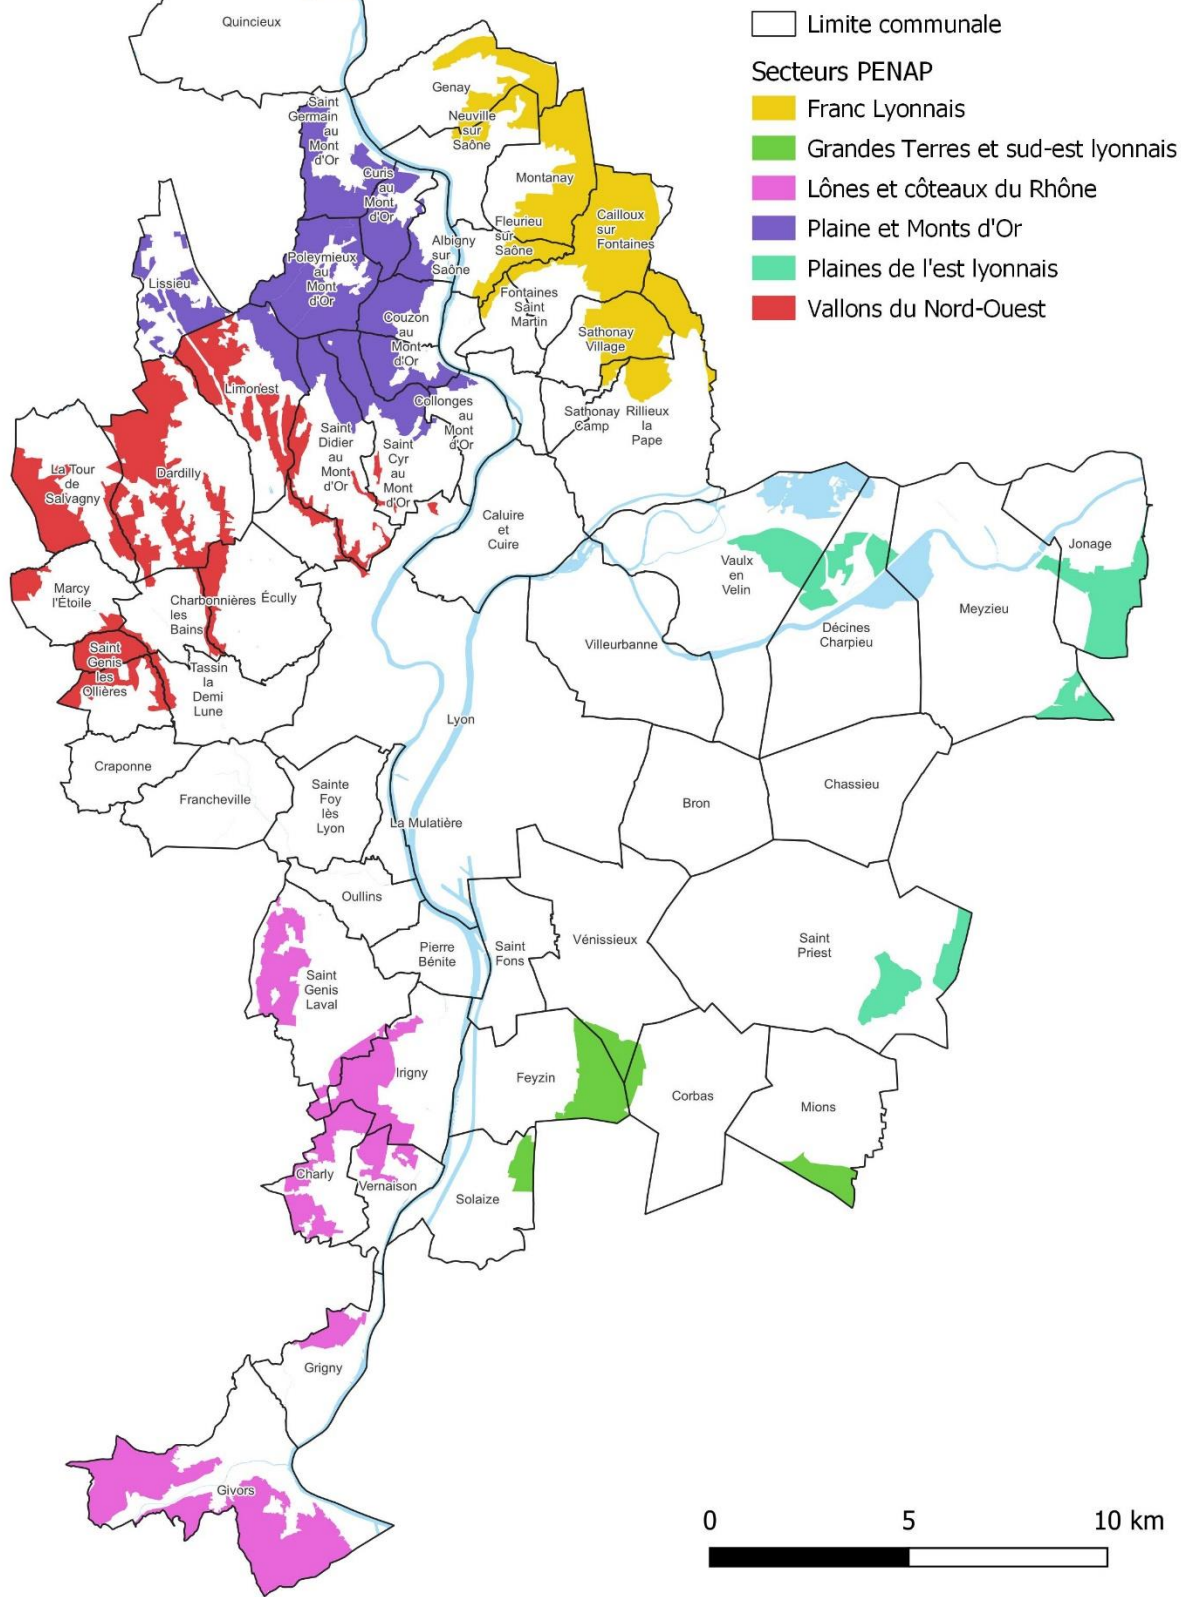 Quincieux
Limite communale
Secteurs PENAP
Franc Lyonnais
Grandes Terres et sud-est lyonnais
Lônes et côteaux du Rhône
Plaine et Monts d'Or
Plaines de l'est lyonnais
Vallons du Nord-Ouest
Genay
Saint
Germain
au
Mont
d'Or
Neuville
sur
Saône
Curis
au
Mont
d'Or
Montanay
Cailloux
sur
Fontaines
Fleurieu
sur
Saône
Albigny
sur
Saône
Poleymieux
au
Mont
d'Or
Lissieu
Fontaines
Saint
Martin
Couzon
au
Mont
d'Or
Sathonay
Village
Limonest
Collonges
au
Mont
d'Or
Sathonay
Camp
Rillieux
la
Pape
Saint
Didier
au
Mont
d'Or
Saint
Cyr
au
Mont
d'Or
La Tour
de
Salvagny
Dardilly
Caluire
et
Cuire
Jonage
Vaulx
en
Velin
Marcy
l'Étoile
Charbonnières
les
Bains
Écully
Meyzieu
Décines
Charpieu
Villeurbanne
Saint
Genis
les
Ollières
Tassin
la
Demi
Lune
Lyon
Craponne
Francheville
Sainte
Foy
lès
Lyon
La Mulatière
Bron
Chassieu
Oullins
Pierre
Bénite
Saint
Fons
Vénissieux
Saint
Priest
Saint
Genis
Laval
Irigny
Feyzin
Corbas
Mions
Charly
Vernaison
Solaize
Grigny
Givors
0 5 10 km